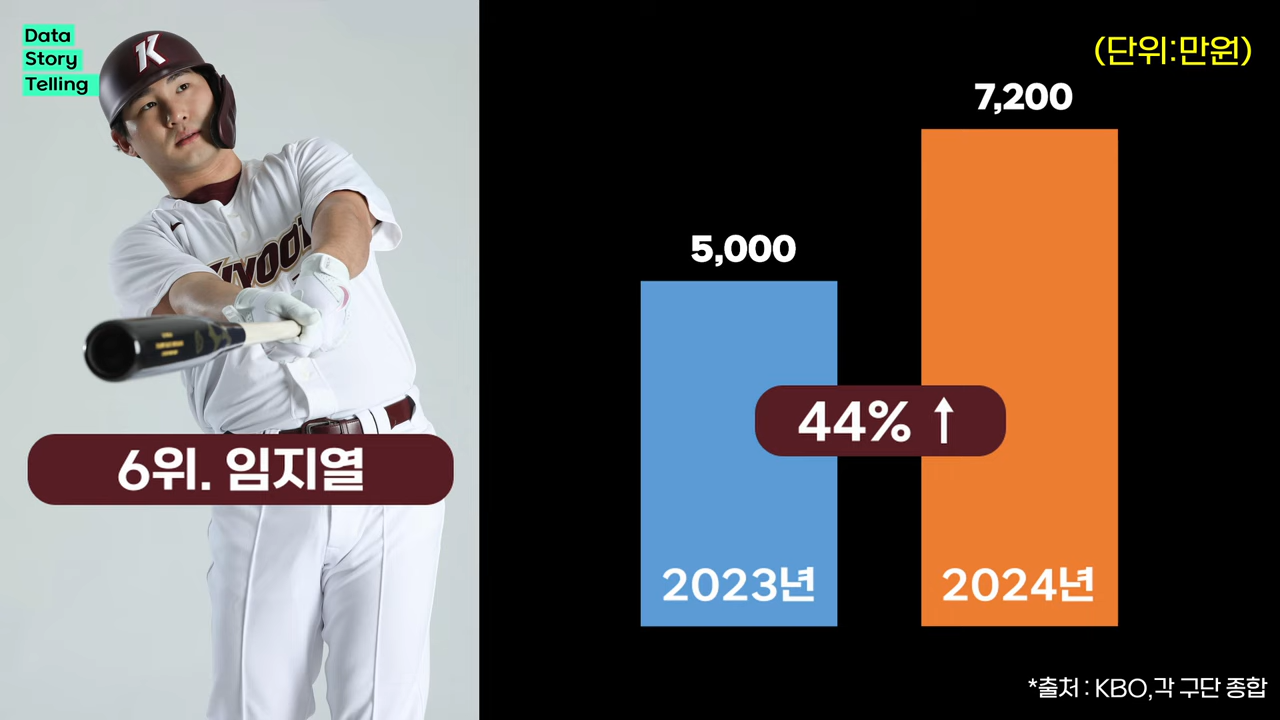 Data
Story
Telling
K
KIWOOM
6위. 임지열
(단위:만원)
7,200
5,000
44% ↑
2023년
2024년
*출처 : KBO,각 구단 종합